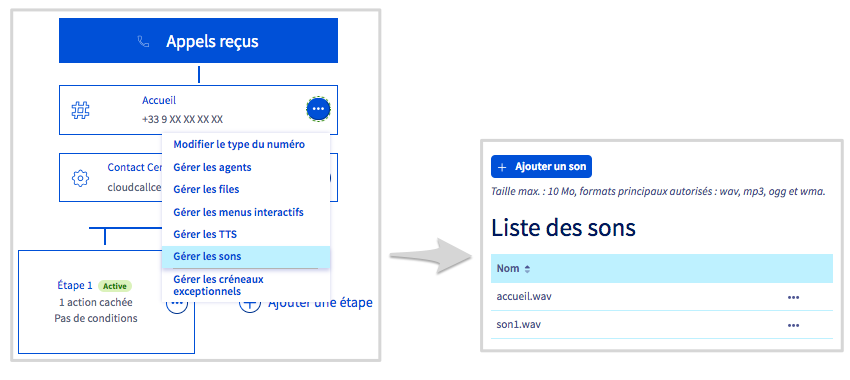 Appels reçus
Accueil
+33 9 XX XX XX XX
Modifier le type du numéro
Gérer les agents
Gérer les files
Gérer les menus interactifs
Gérer les TTS
Gérer les sons
Gérer les créneaux
exceptionnels
Contact Cen
cloudcallce
Étape 1 Active
1 action cachée
Pas de conditions
Ajouter une étape
+ Ajouter un son
Taille max. : 10 Mo, formats principaux autorisés : wav, mp3, ogg et wma.
Liste des sons
Nom
accueil.wav
son1.wav